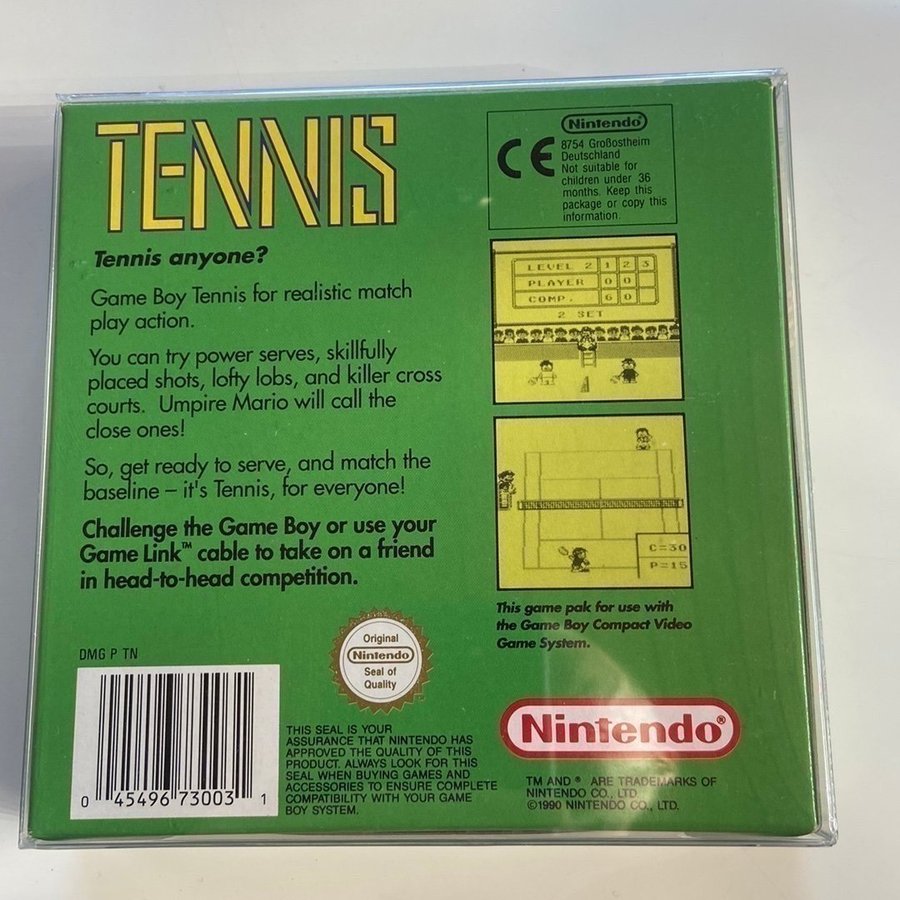 TENNIS
Tennis anyone?
Game Boy Tennis for realistic match
play action.
You can try power serves, skillfully
placed shots, lofty lobs, and killer cross
courts. Umpire Mario will call the
close ones!
So, get ready to serve, and match the
baseline – it's Tennis, for everyone!
Challenge the Game Boy or use your
Game Link™ cable to take on a friend
in head-to-head competition.
DMG P TN
0 45496 73003 1
Original
Nintendo
Seal of
Quality
THIS SEAL IS YOUR
ASSURANCE THAT NINTENDO HAS
APPROVED THE QUALITY OF THIS
PRODUCT. ALWAYS LOOK FOR THIS
SEAL WHEN BUYING GAMES AND
ACCESSORIES TO ENSURE COMPLETE
COMPATIBILITY WITH YOUR GAME
BOY SYSTEM.
CE
Nintendo
8754 Großostheim
Deutschland
Not suitable for
children under 36
months. Keep this
package or copy this
information.
LEVEL 2 1 2 3
PLAYER 0 0
COMP. 6 0
2 SET
C=30
P=15
This game pak for use with
the Game Boy Compact Video
Game System.
Nintendo®
TM AND ® ARE TRADEMARKS OF
NINTENDO CO., LTD.
©1990 NINTENDO CO., LTD.